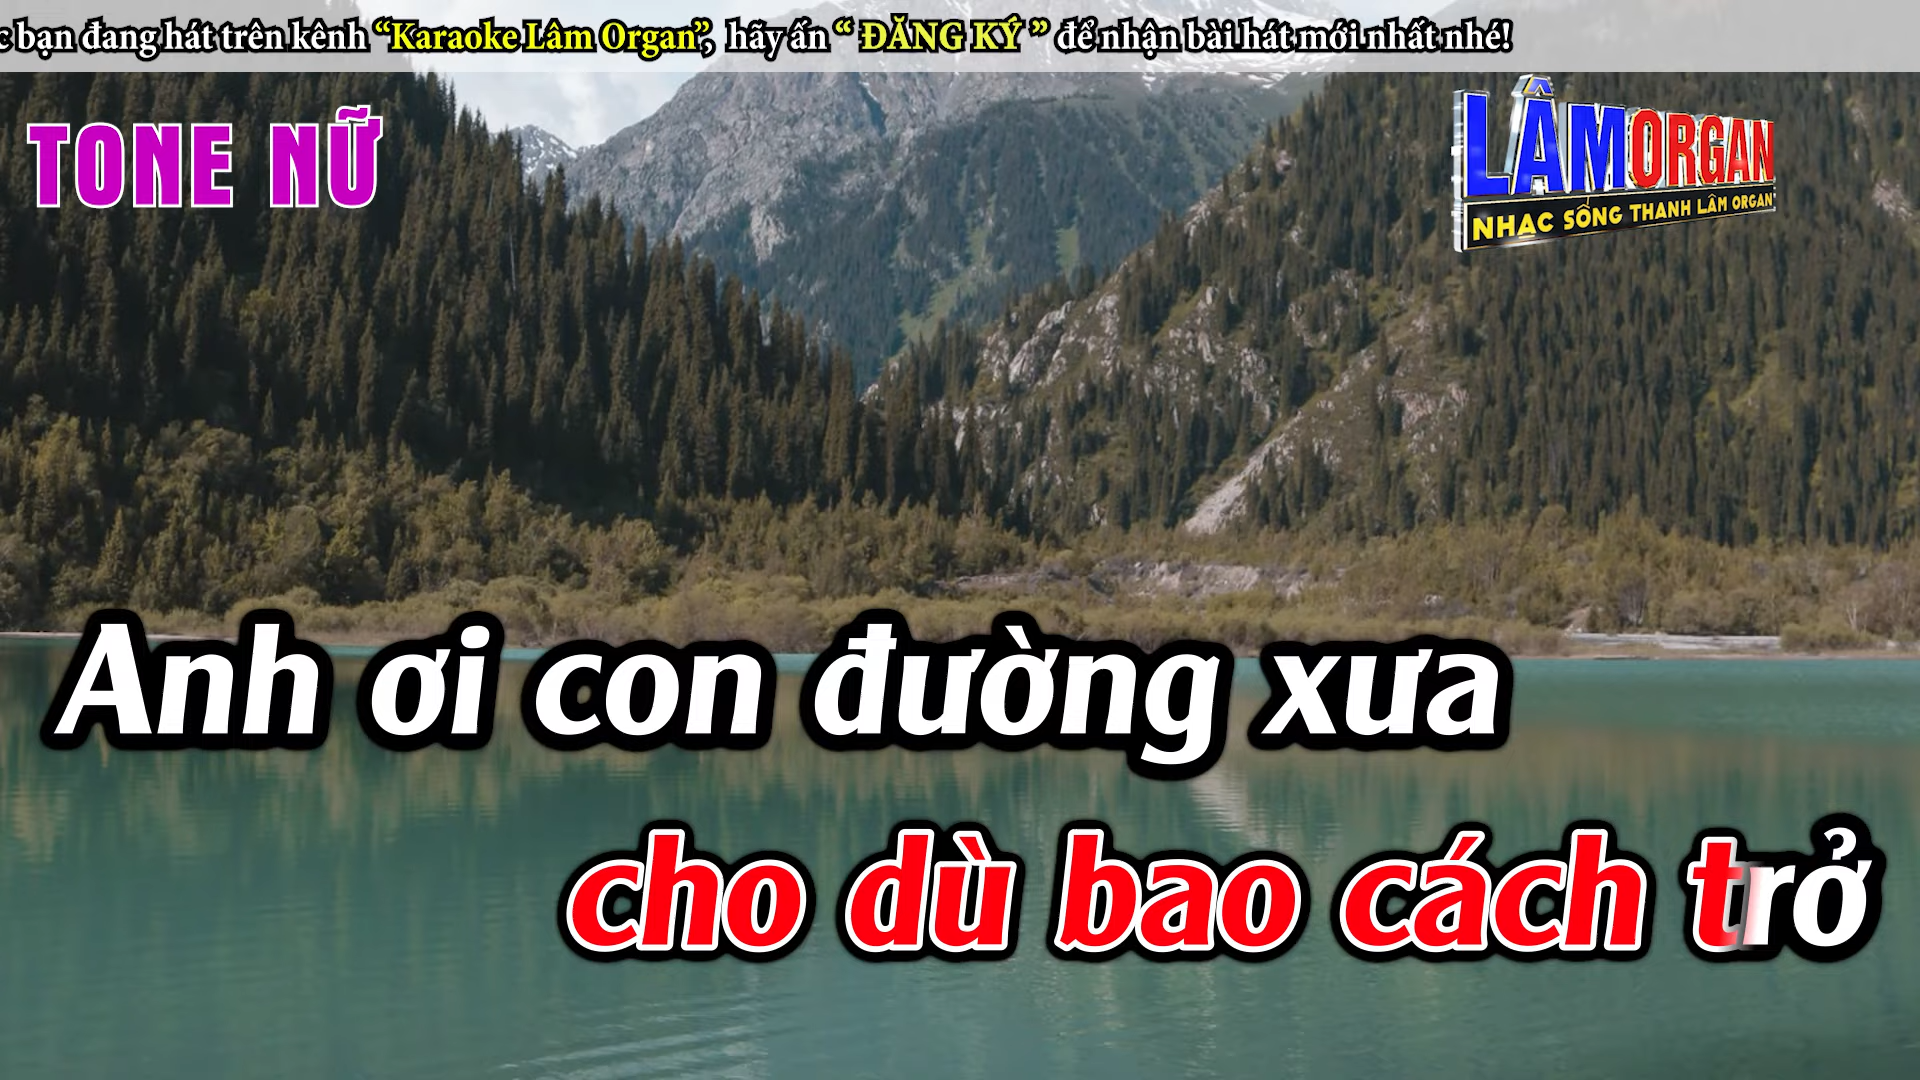 bạn đang hát trên kênh “Karaoke Lâm Organ”, hãy ấn “ ĐĂNG KÝ ” để nhận bài hát mới nhất nhé!
TONE NỮ
LÂMORGAN
NHẠC SỐNG THANH LÂM ORGAN
Anh ơi con đường xưa
cho dù bao cách trở